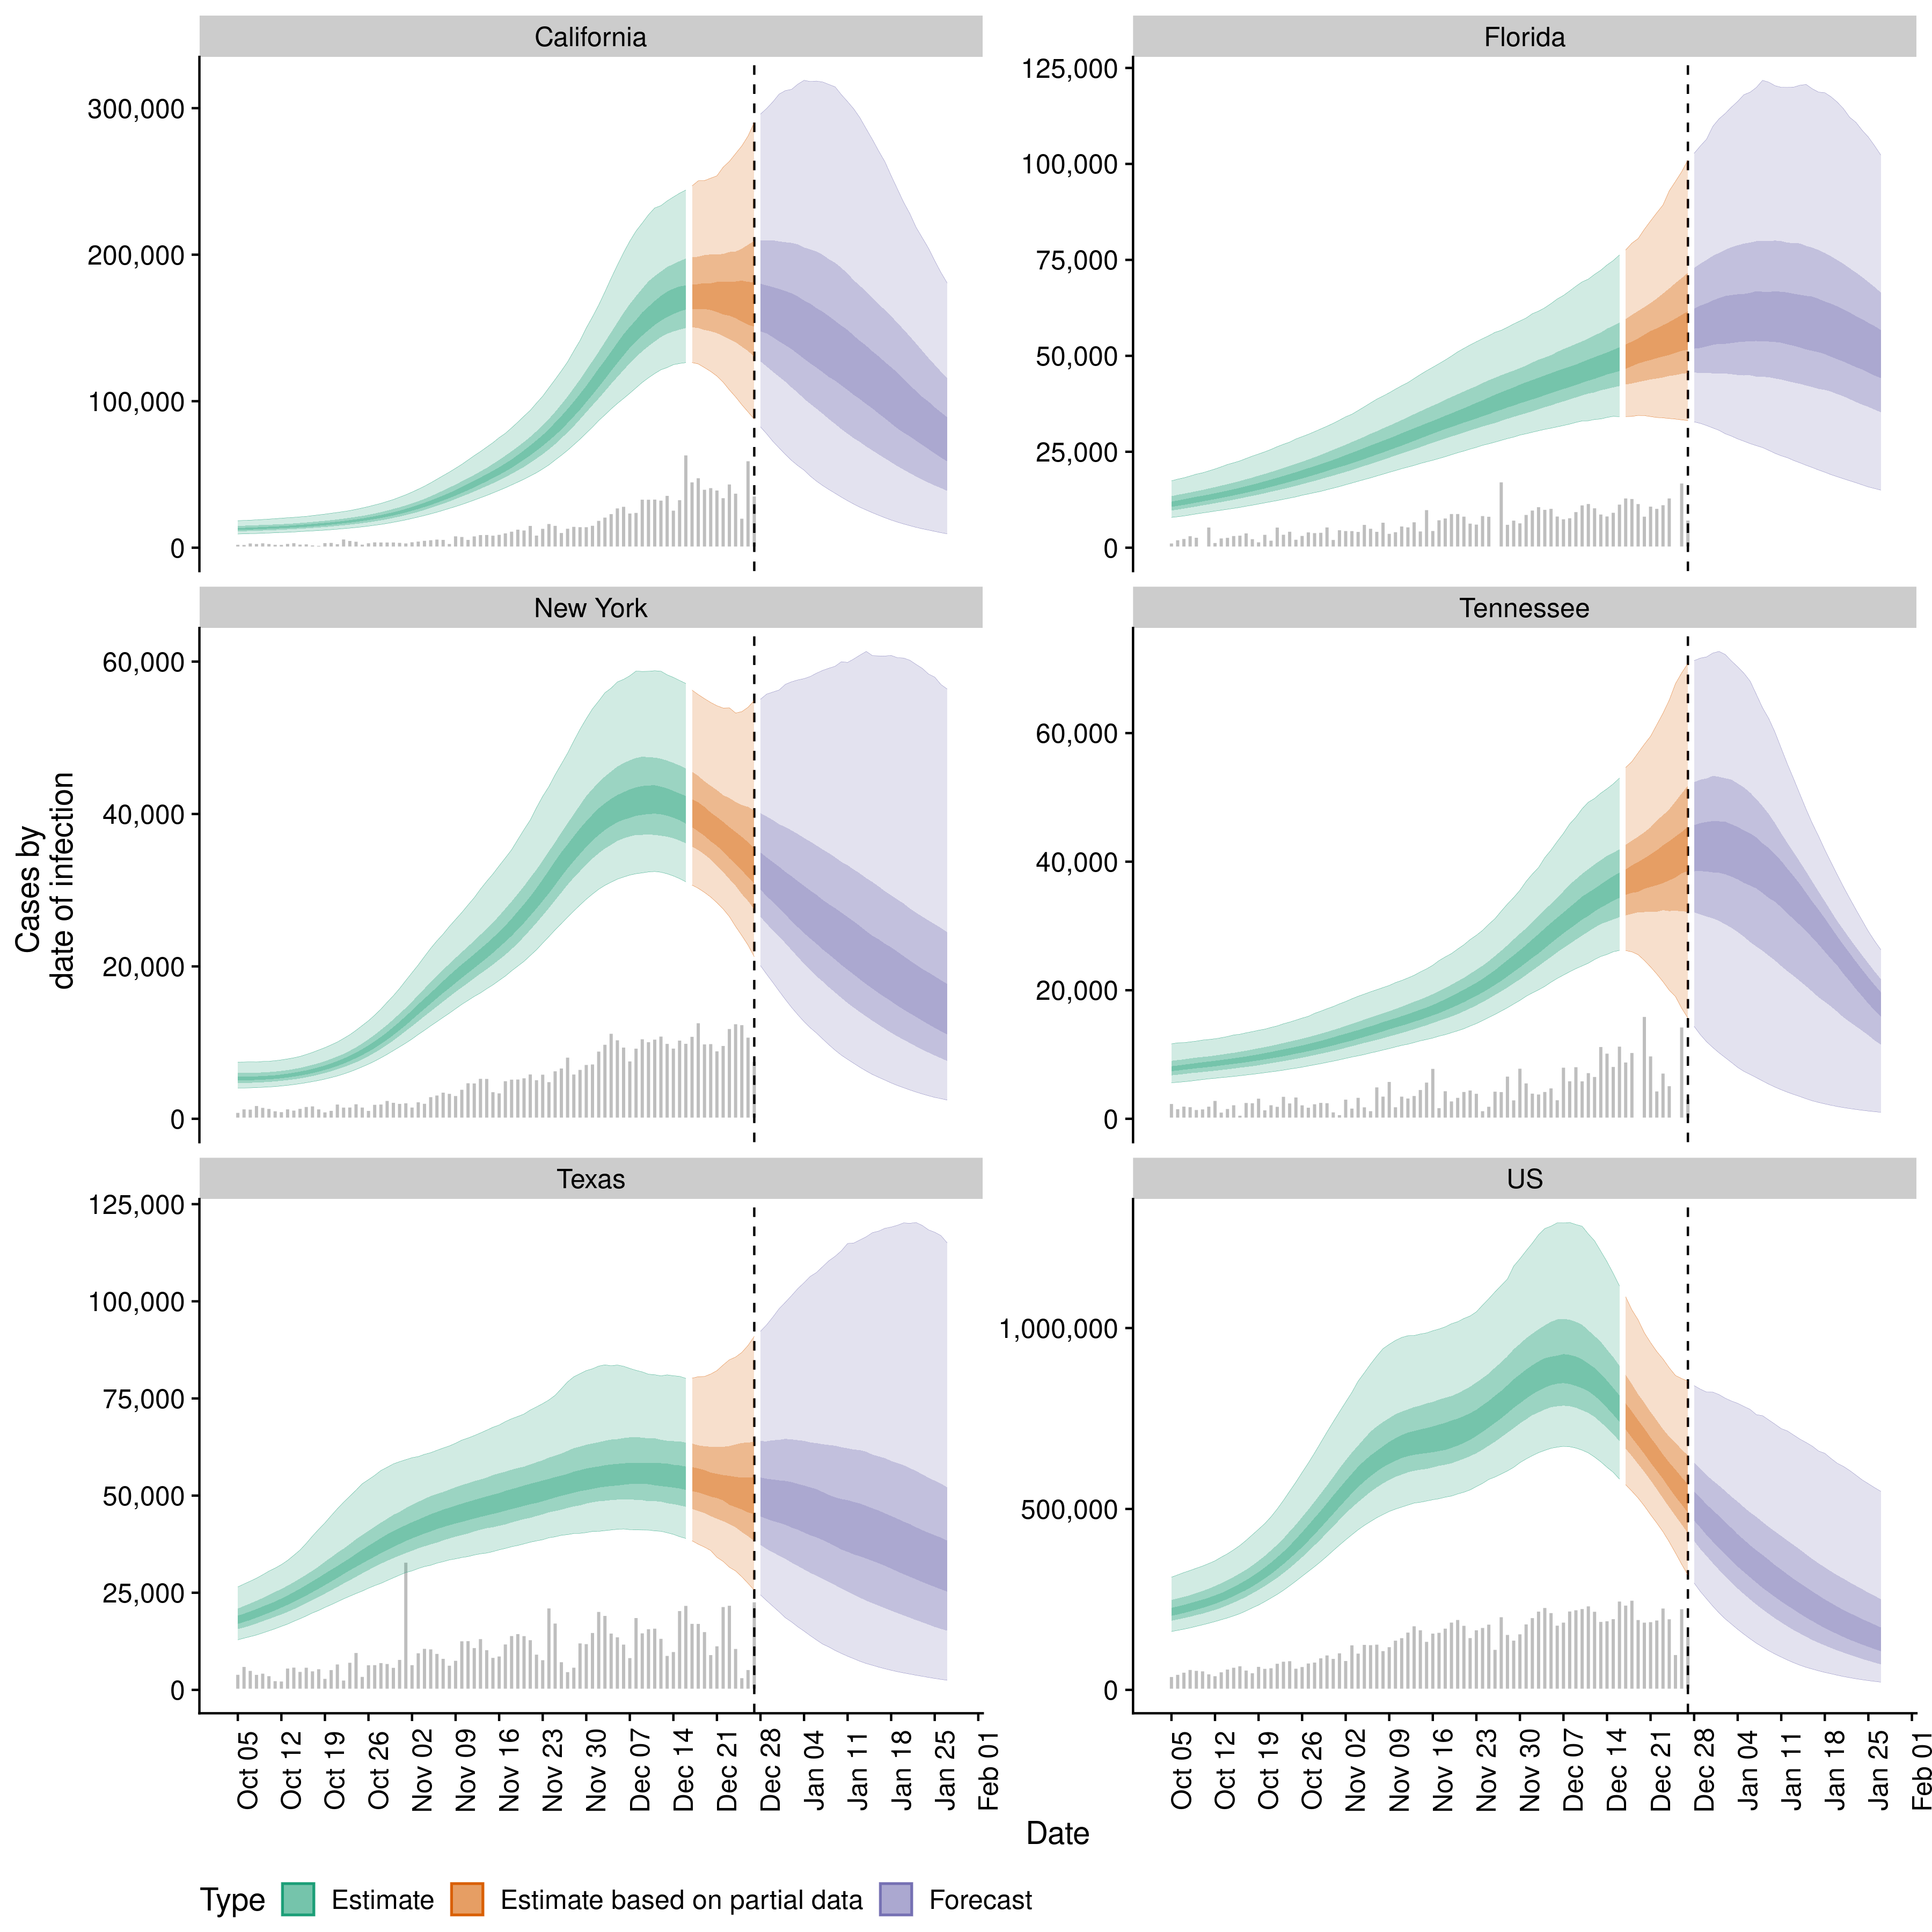 California
Florida
300,000
200,000
100,000
0
125,000
100,000
75,000
50,000
25,000
0
New York
Tennessee
60,000
40,000
20,000
0
60,000
40,000
20,000
0
Cases by
date of infection
Texas
US
125,000
100,000
75,000
50,000
25,000
0
1,000,000
500,000
0
Oct 05
Oct 12
Oct 19
Oct 26
Nov 02
Nov 09
Nov 16
Nov 23
Nov 30
Dec 07
Dec 14
Dec 21
Dec 28
Jan 04
Jan 11
Jan 18
Jan 25
Feb 01
Oct 05
Oct 12
Oct 19
Oct 26
Nov 02
Nov 09
Nov 16
Nov 23
Nov 30
Dec 07
Dec 14
Dec 21
Dec 28
Jan 04
Jan 11
Jan 18
Jan 25
Feb 01
Date
Type Estimate Estimate based on partial data Forecast